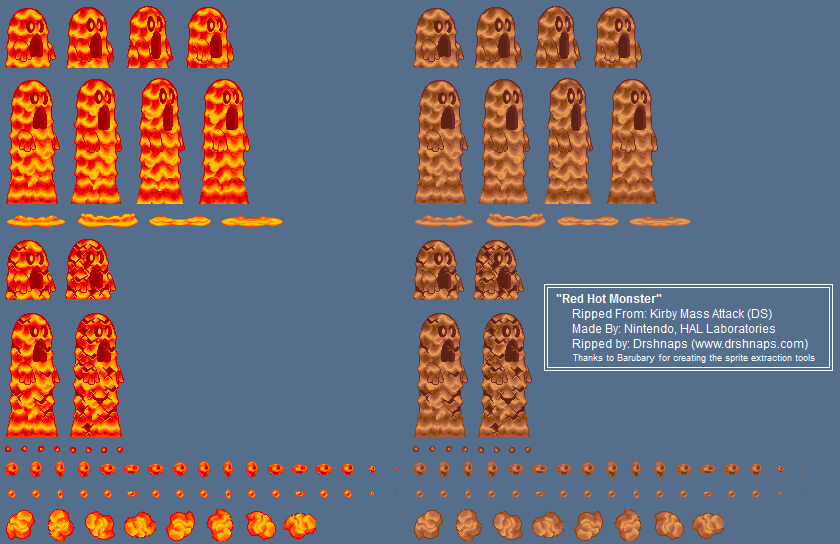 "Red Hot Monster"
Ripped From: Kirby Mass Attack (DS)
Made By: Nintendo, HAL Laboratories
Ripped by: Drshnaps (www.drshnaps.com)
Thanks to Barubary for creating the sprite extraction tools